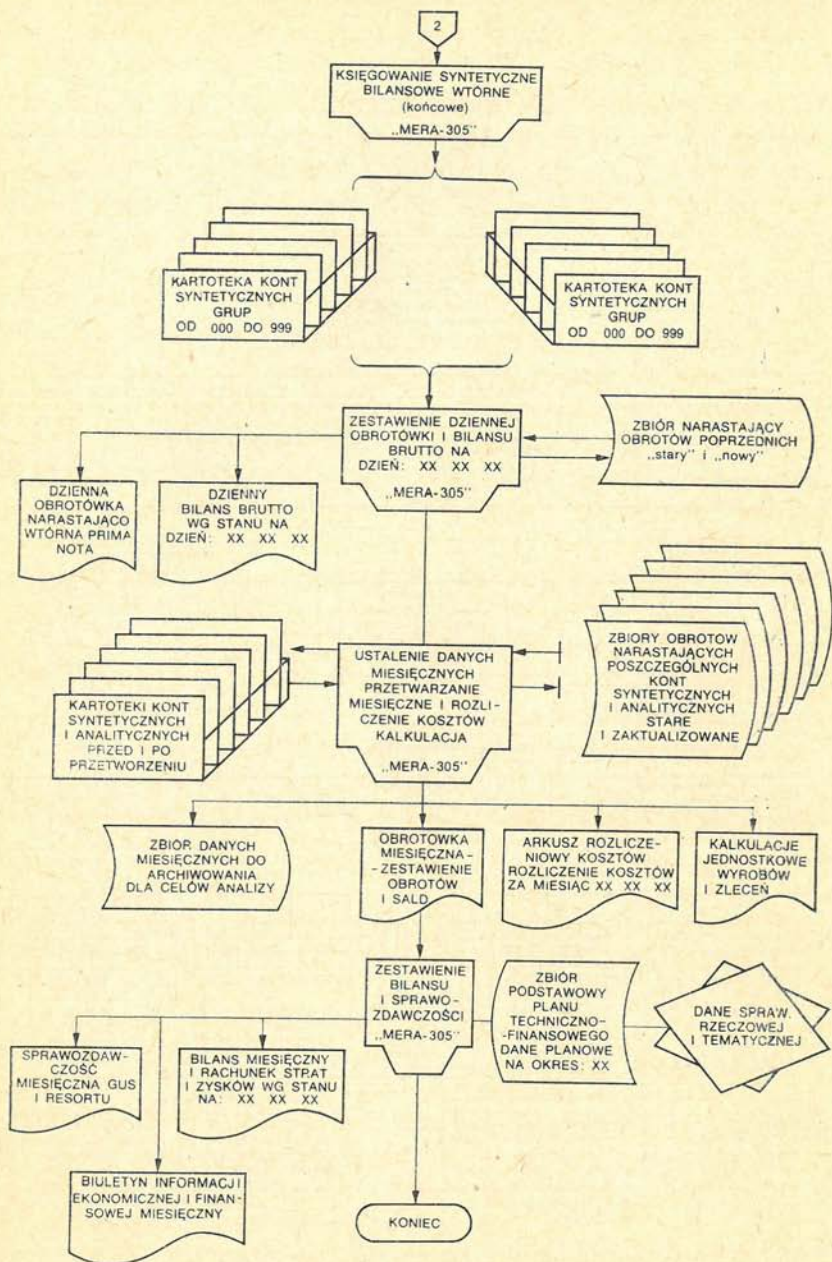 2
KSIĘGOWANIE SYNTETYCZNE
BILANSOWE WTÓRNE
(końcowe)
„MERA-305"
KARTOTEKA KONT
SYNTETYCZNYCH
GRUP
OD 000 DO 999
KARTOTEKA KONT
SYNTETYCZNYCH
GRUP
OD 000 DO 999
ZESTAWIENIE DZIENNEJ
OBROTÓWKI I BILANSU
BRUTTO NA
DZIEŃ: XX XX XX
„MERA-305"
ZBIÓR NARASTAJĄCY
OBROTÓW POPRZEDNICH
„stary" i „nowy"
DZIENNA
OBROTÓWKA
NARASTAJĄCO
WTÓRNA PRIMA
NOTA
DZIENNY
BILANS BRUTTO
WG STANU NA
DZIEŃ: XX XX XX
KARTOTEKI KONT
SYNTETYCZNYCH
I ANALITYCZNYCH
PRZED I PO
PRZETWORZENIU
USTALENIE DANYCH
MIESIĘCZNYCH
PRZETWARZANIE
MIESIĘCZNE I ROZLI-
CZENIE KOSZTÓW
KALKULACJA
„MERA-305"
ZBIORY OBROTOW
NARASTAJĄCYCH
POSZCZEGÓLNYCH
KONT
SYNTETYCZNYCH
I ANALITYCZNYCH
STARE
I ZAKTUALIZOWANE
ZBIÓR DANYCH
MIESIĘCZNYCH DO
ARCHIWOWANIA
DLA CELÓW ANALIZY
OBROTOWKA
MIESIĘCZNA-
-ZESTAWIENIE
OBROTÓW
I SALD
ARKUSZ ROZLICZE-
NIOWY KOSZTÓW
ROZLICZENIE KOSZTÓW
ZA MIESIĄC XX XX XX
KALKULACJE
JEDNOSTKOWE
WYROBÓW
I ZLECEŃ
ZESTAWIENIE
BILANSU
I SPRAWO-
ZDAWCZOŚCI
„MERA-305"
ZBIÓR
PODSTAWOWY
PLANU
TECHNICZNO-
-FINANSOWEGO
DANE PLANOWE
NA OKRES: XX
DANE SPRAW.
RZECZOWEJ
I TEMATYCZNEJ
SPRAWOZDAW-
CZOŚĆ
MIESIĘCZNA GUS
I RESORTU
BILANS MIESIĘCZNY
I RACHUNEK STRAT
I ZYSKÓW WG STANU
NA: XX XX XX
BIULETYN INFORMACJI
EKONOMICZNEJ I FINAN-
SOWEJ MIESIĘCZNY
KONIEC